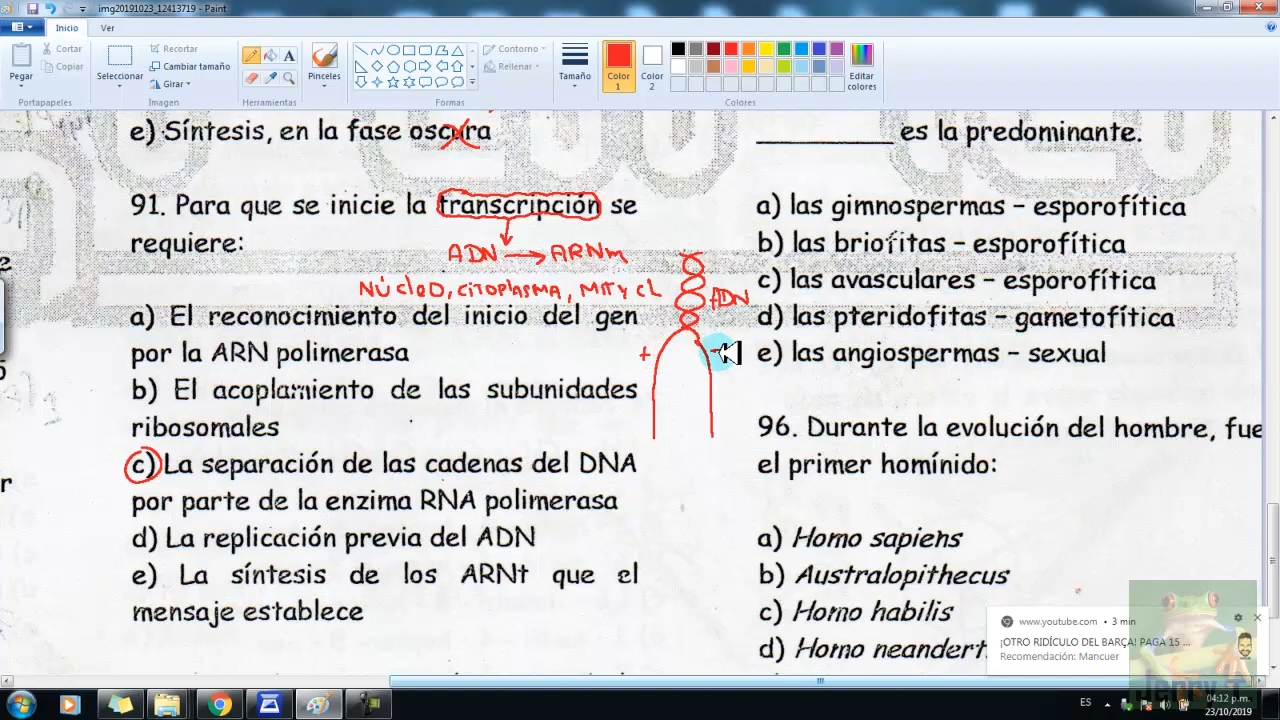 img20191023_12413719 - Paint
Inicio Ver
Pegar
Cortar
Copiar
Seleccionar
Recortar
Cambiar tamaño
Girar
Pinceles
Contorno
Rellenar
Tamaño
Color 1
Color 2
Editar colores
Portapapeles Imagen Herramientas Formas Colores
e) Síntesis, en la fase oscura
91. Para que se inicie la transcripción se
requiere:
ADN → ARNm
NÚCLEO, CITOPLASMA, MIT Y CL
ADN
+
a) El reconocimiento del inicio del gen
por la ARN polimerasa
b) El acoplamiento de las subunidades
ribosomales
c) La separación de las cadenas del DNA
por parte de la enzima RNA polimerasa
d) La replicación previa del ADN
e) La síntesis de los ARNt que el
mensaje establece
__________ es la predominante.
a) las gimnospermas – esporofítica
b) las briofitas – esporofítica
c) las avasculares – esporofítica
d) las pteridofitas – gametofítica
e) las angiospermas – sexual
96. Durante la evolución del hombre, fue
el primer homínido:
a) Homo sapiens
b) Australopithecus
c) Homo habilis
d) Homo neandert
www.youtube.com • 3 min
¡OTRO RIDÍCULO DEL BARÇA! PAGA 15 ...
Recomendación: Mancuer
ES
04:12 p.m.
23/10/2019